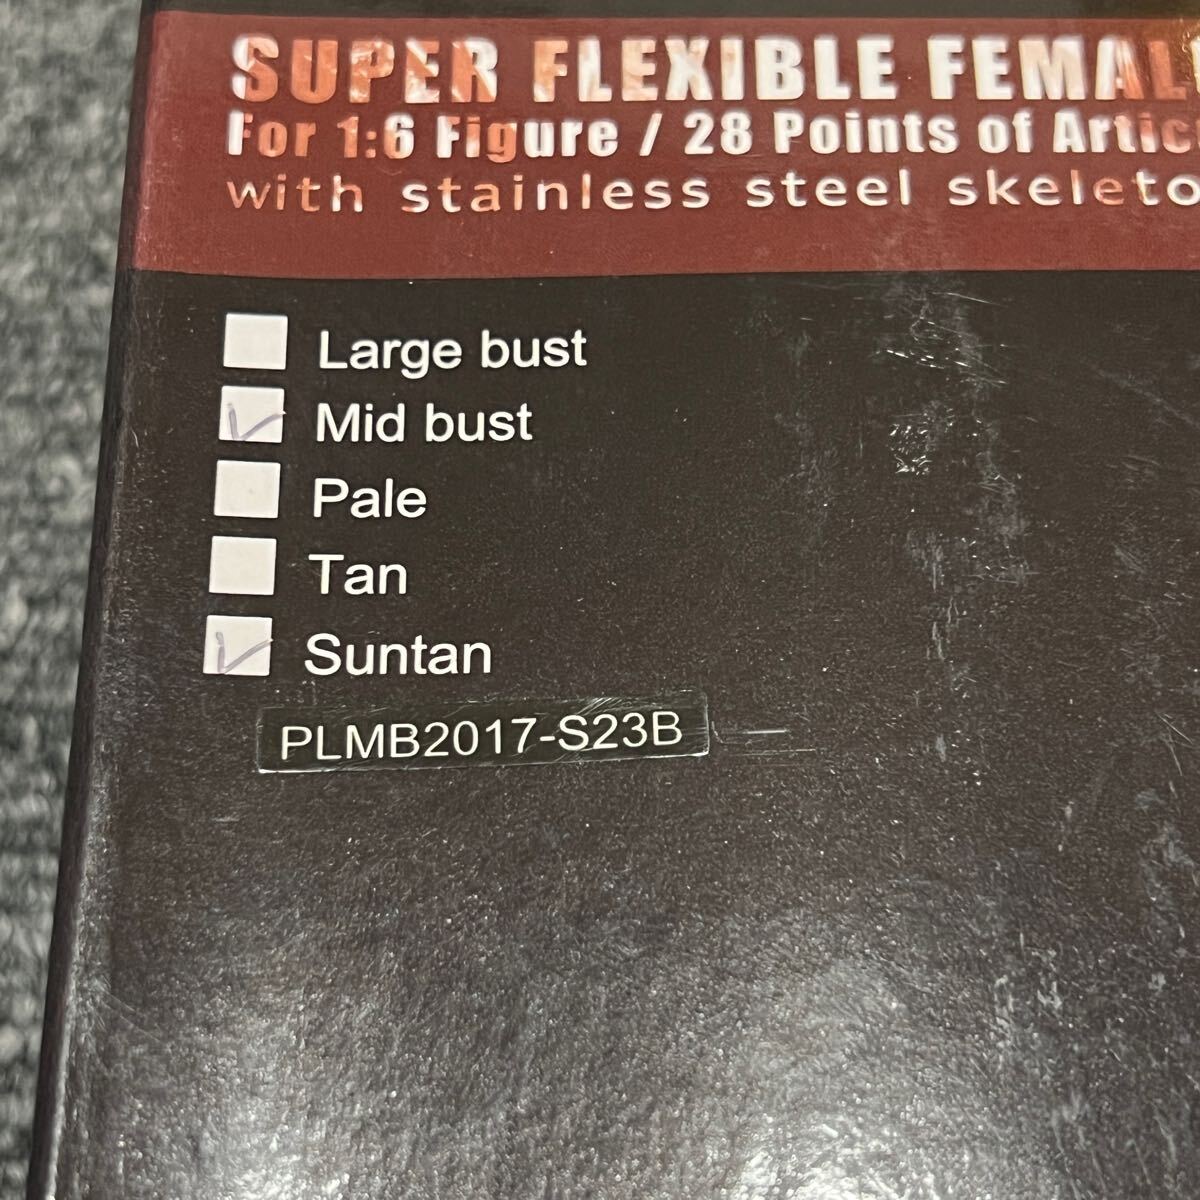 SUPER FLEXIBLE FEMAL
For 1:6 Figure / 28 Points of Artic
with stainless steel skeleto
Large bust
Mid bust
Pale
Tan
Suntan
PLMB2017-S23B